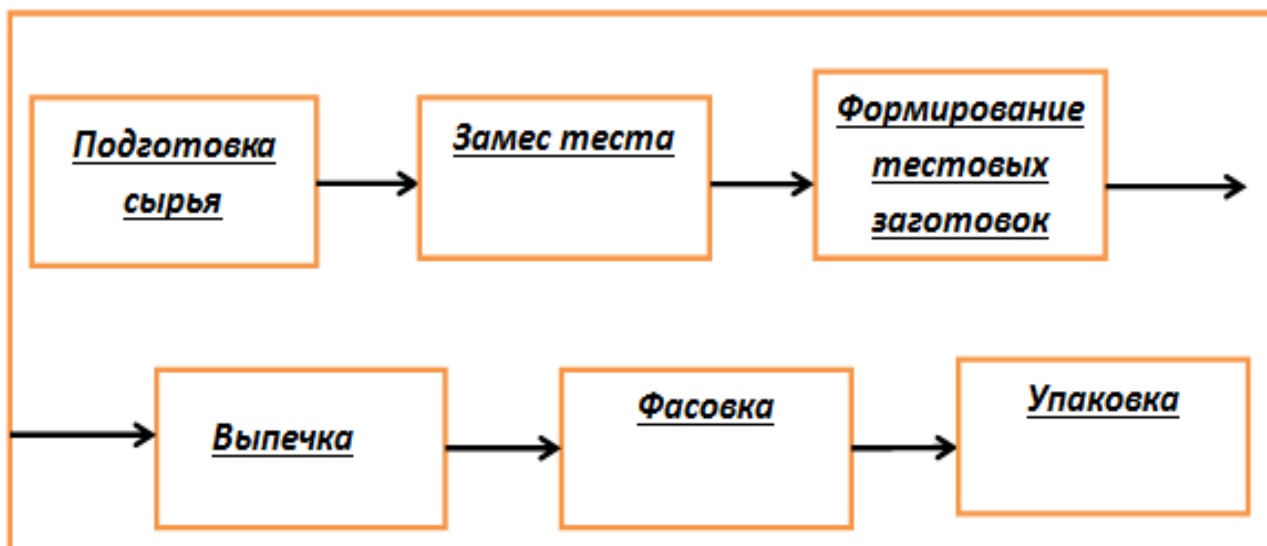 Подготовка
сырья
Замес теста
Формирование
тестовых
заготовок
Выпечка
Фасовка
Упаковка